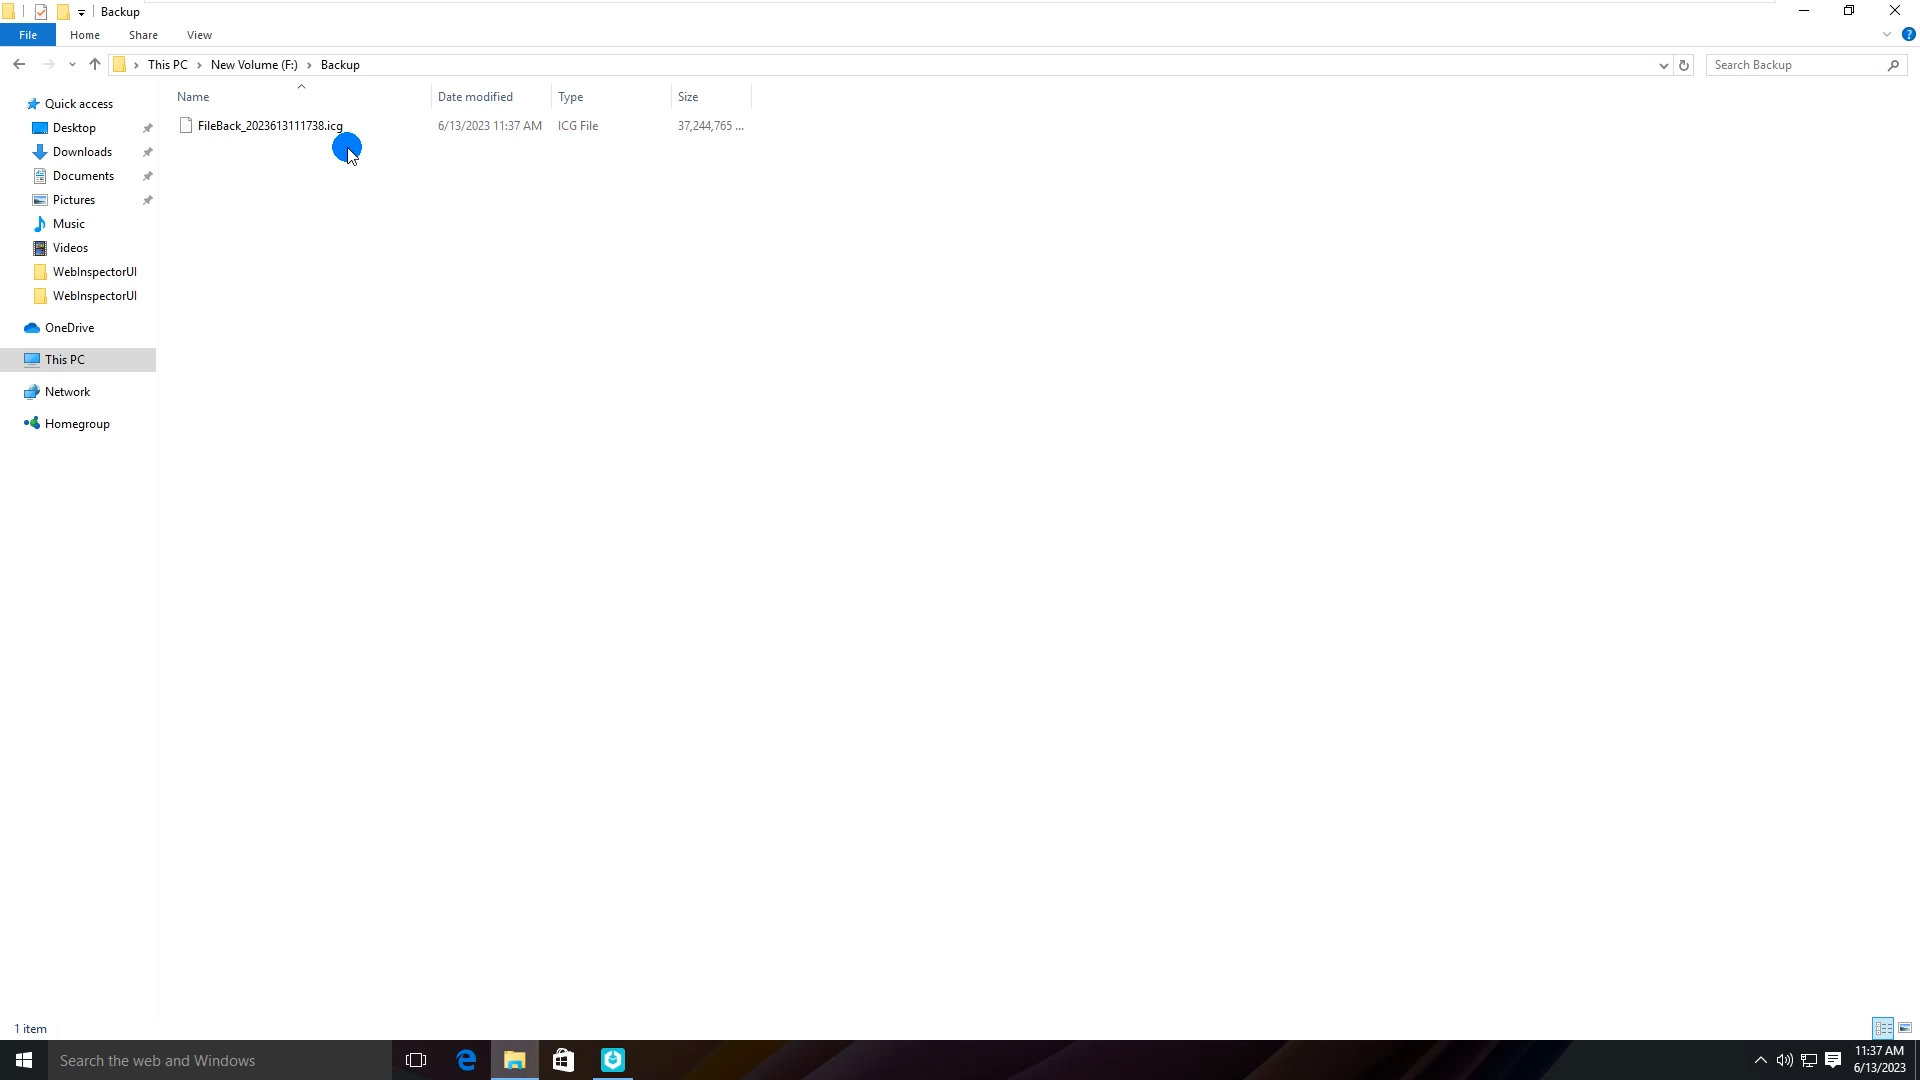 Backup
File Home Share View
This PC New Volume (F:) Backup
Search Backup
Name Date modified Type Size
FileBack_2023613111738.icg 6/13/2023 11:37 AM ICG File 37,244,765 ...
Quick access
Desktop
Downloads
Documents
Pictures
Music
Videos
WebInspectorUI
WebInspectorUI
OneDrive
This PC
Network
Homegroup
1 item
Search the web and Windows
11:37 AM
6/13/2023